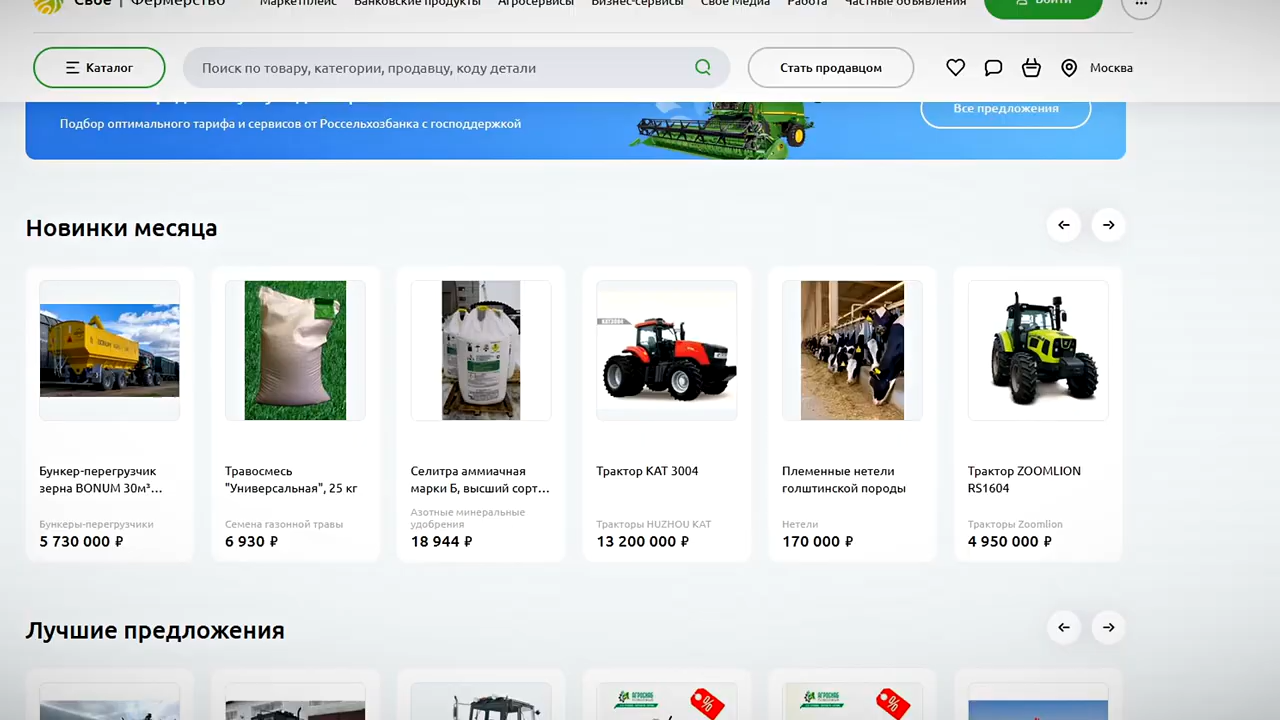 Своё | Фермерство
Маркетплейс
Банковские продукты
Агросервисы
Бизнес-сервисы
Своё Медиа
Работа
Частные объявления
Войти
Каталог
Поиск по товару, категории, продавцу, коду детали
Стать продавцом
Москва
Подбор оптимального тарифа и сервисов от Россельхозбанка с господдержкой
Все предложения
Новинки месяца
Бункер-перегрузчик
зерна BONUM 30м³...
Бункеры-перегрузчики
5 730 000 ₽
Травосмесь
"Универсальная", 25 кг
Семена газонной травы
6 930 ₽
Селитра аммиачная
марки Б, высший сорт...
Азотные минеральные
удобрения
18 944 ₽
Трактор КАТ 3004
Тракторы HUZHOU KAT
13 200 000 ₽
Племенные нетели
голштинской породы
Нетели
170 000 ₽
Трактор ZOOMLION
RS1604
Тракторы Zoomlion
4 950 000 ₽
Лучшие предложения
АГРОСНАБ
%
АГРОСНАБ
%